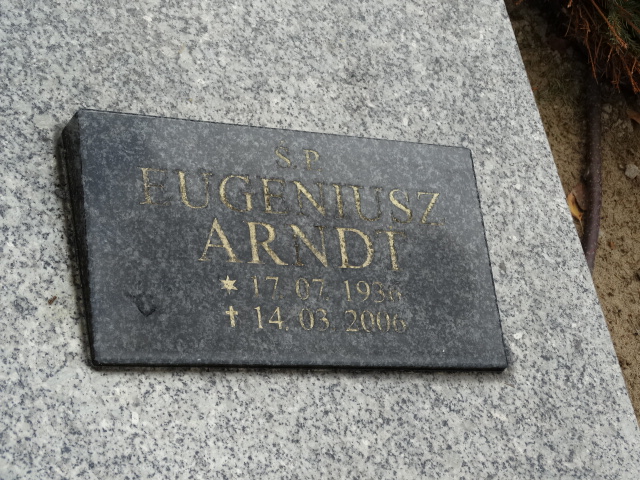 Ś.P.
EUGENIUSZ
ARNDT
* 17.07.1936
✝ 14.03.2006